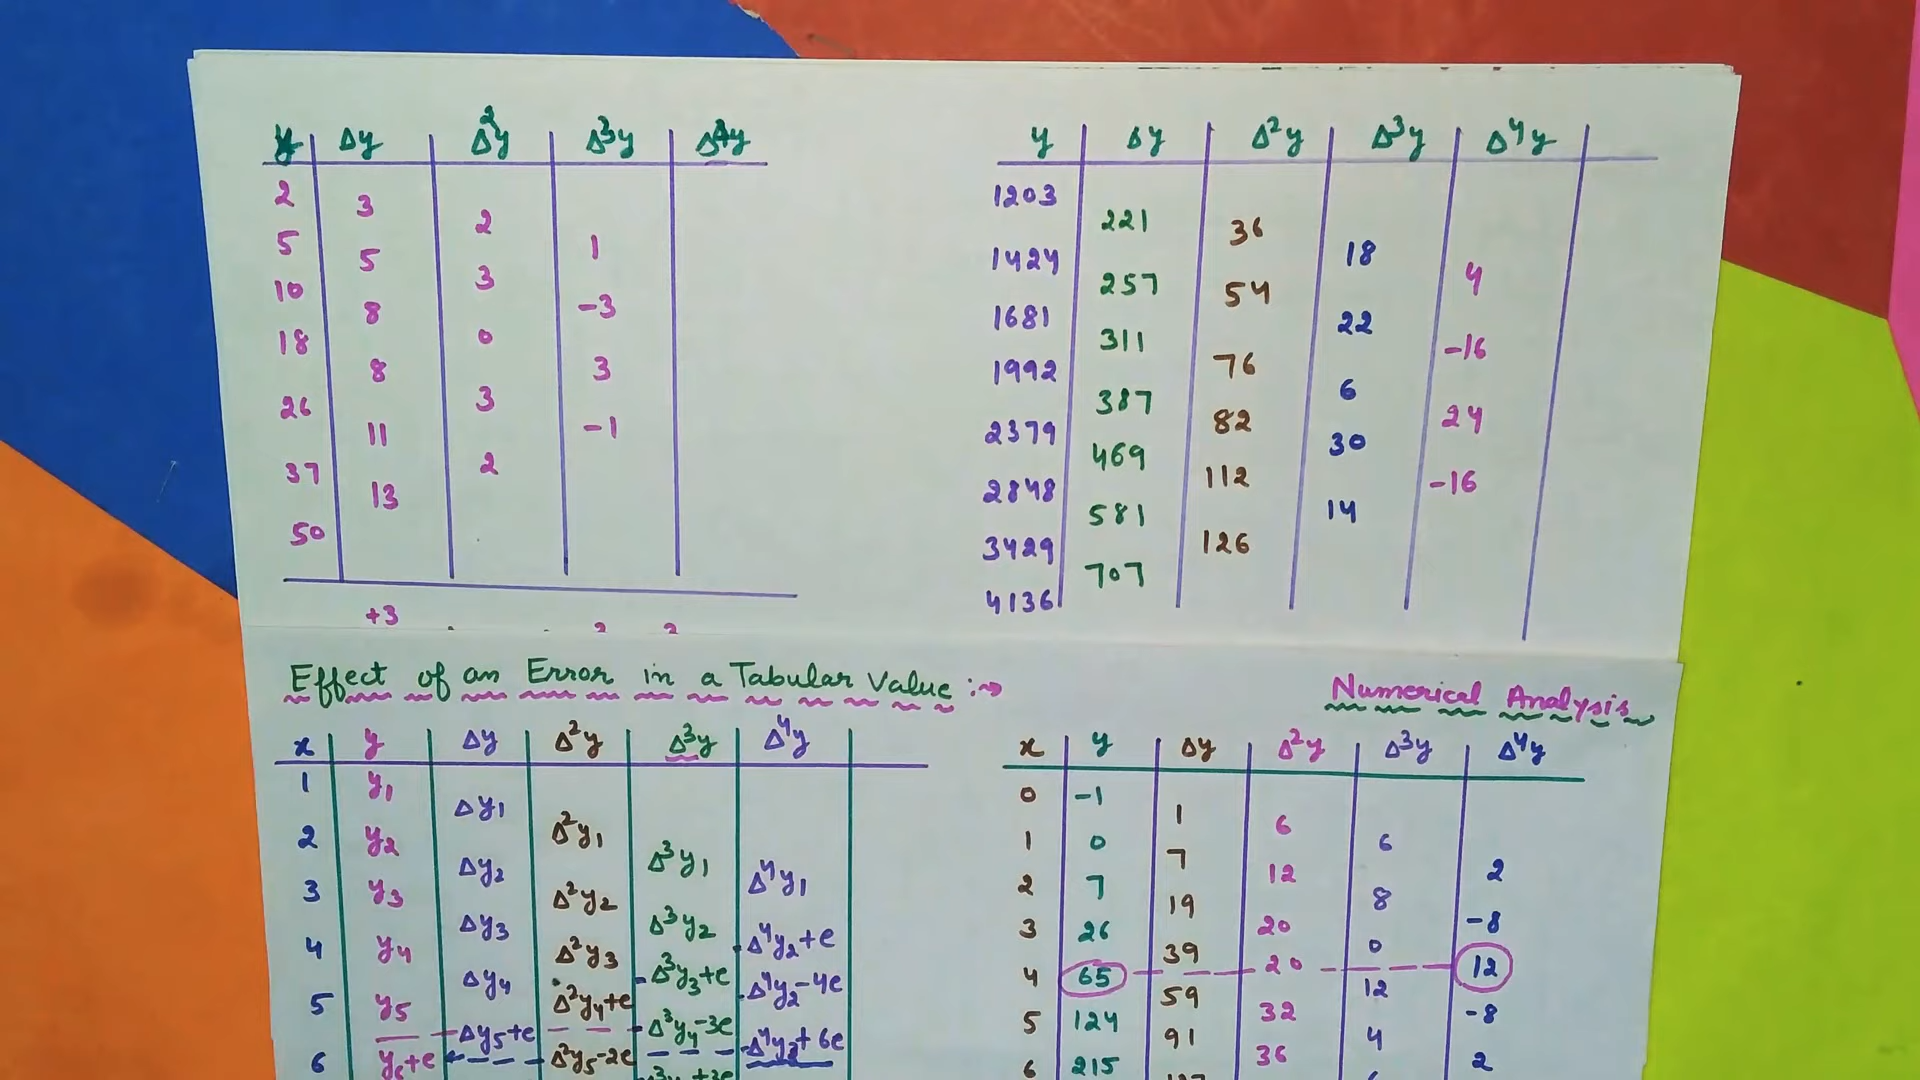 y Δy Δ²y Δ³y Δ⁴y
2
3
2
5
1
5
3
10
-3
8
0
18
3
8
3
26
-1
11
2
37
13
50
+3
y Δy Δ²y Δ³y Δ⁴y
1203
221 36
18
1424
4
257 54
22
1681
-16
311
76
6
1992
24
387
82
30
2379
-16
469
112
14
2848
581
126
3429
707
4136
Effect of an Error in a Tabular Value :→
Numerical Analysis
x y Δy Δ²y Δ³y Δ⁴y
1 y₁
Δy₁
Δ²y₁
2 y₂
Δ³y₁
Δy₂
Δ⁴y₁
3 y₃
Δ²y₂
Δ³y₂
Δy₃
Δ⁴y₂+e
4 y₄
Δ²y₃
Δ³y₃+e
Δy₄
Δ⁴y₂-4e
5 y₅
Δ²y₄+e
Δ³y₄-3e
Δy₅+e
Δ⁴y₃+6e
6 y₆+e
Δ²y₅-2e
x y Δy Δ²y Δ³y Δ⁴y
0 -1
1 6
6
1 0
7 12
2
2 7
8
19 20
-8
3 26
0
39 20
12
4 65
12
59 32
-8
5 124
4
91 36
2
6 215